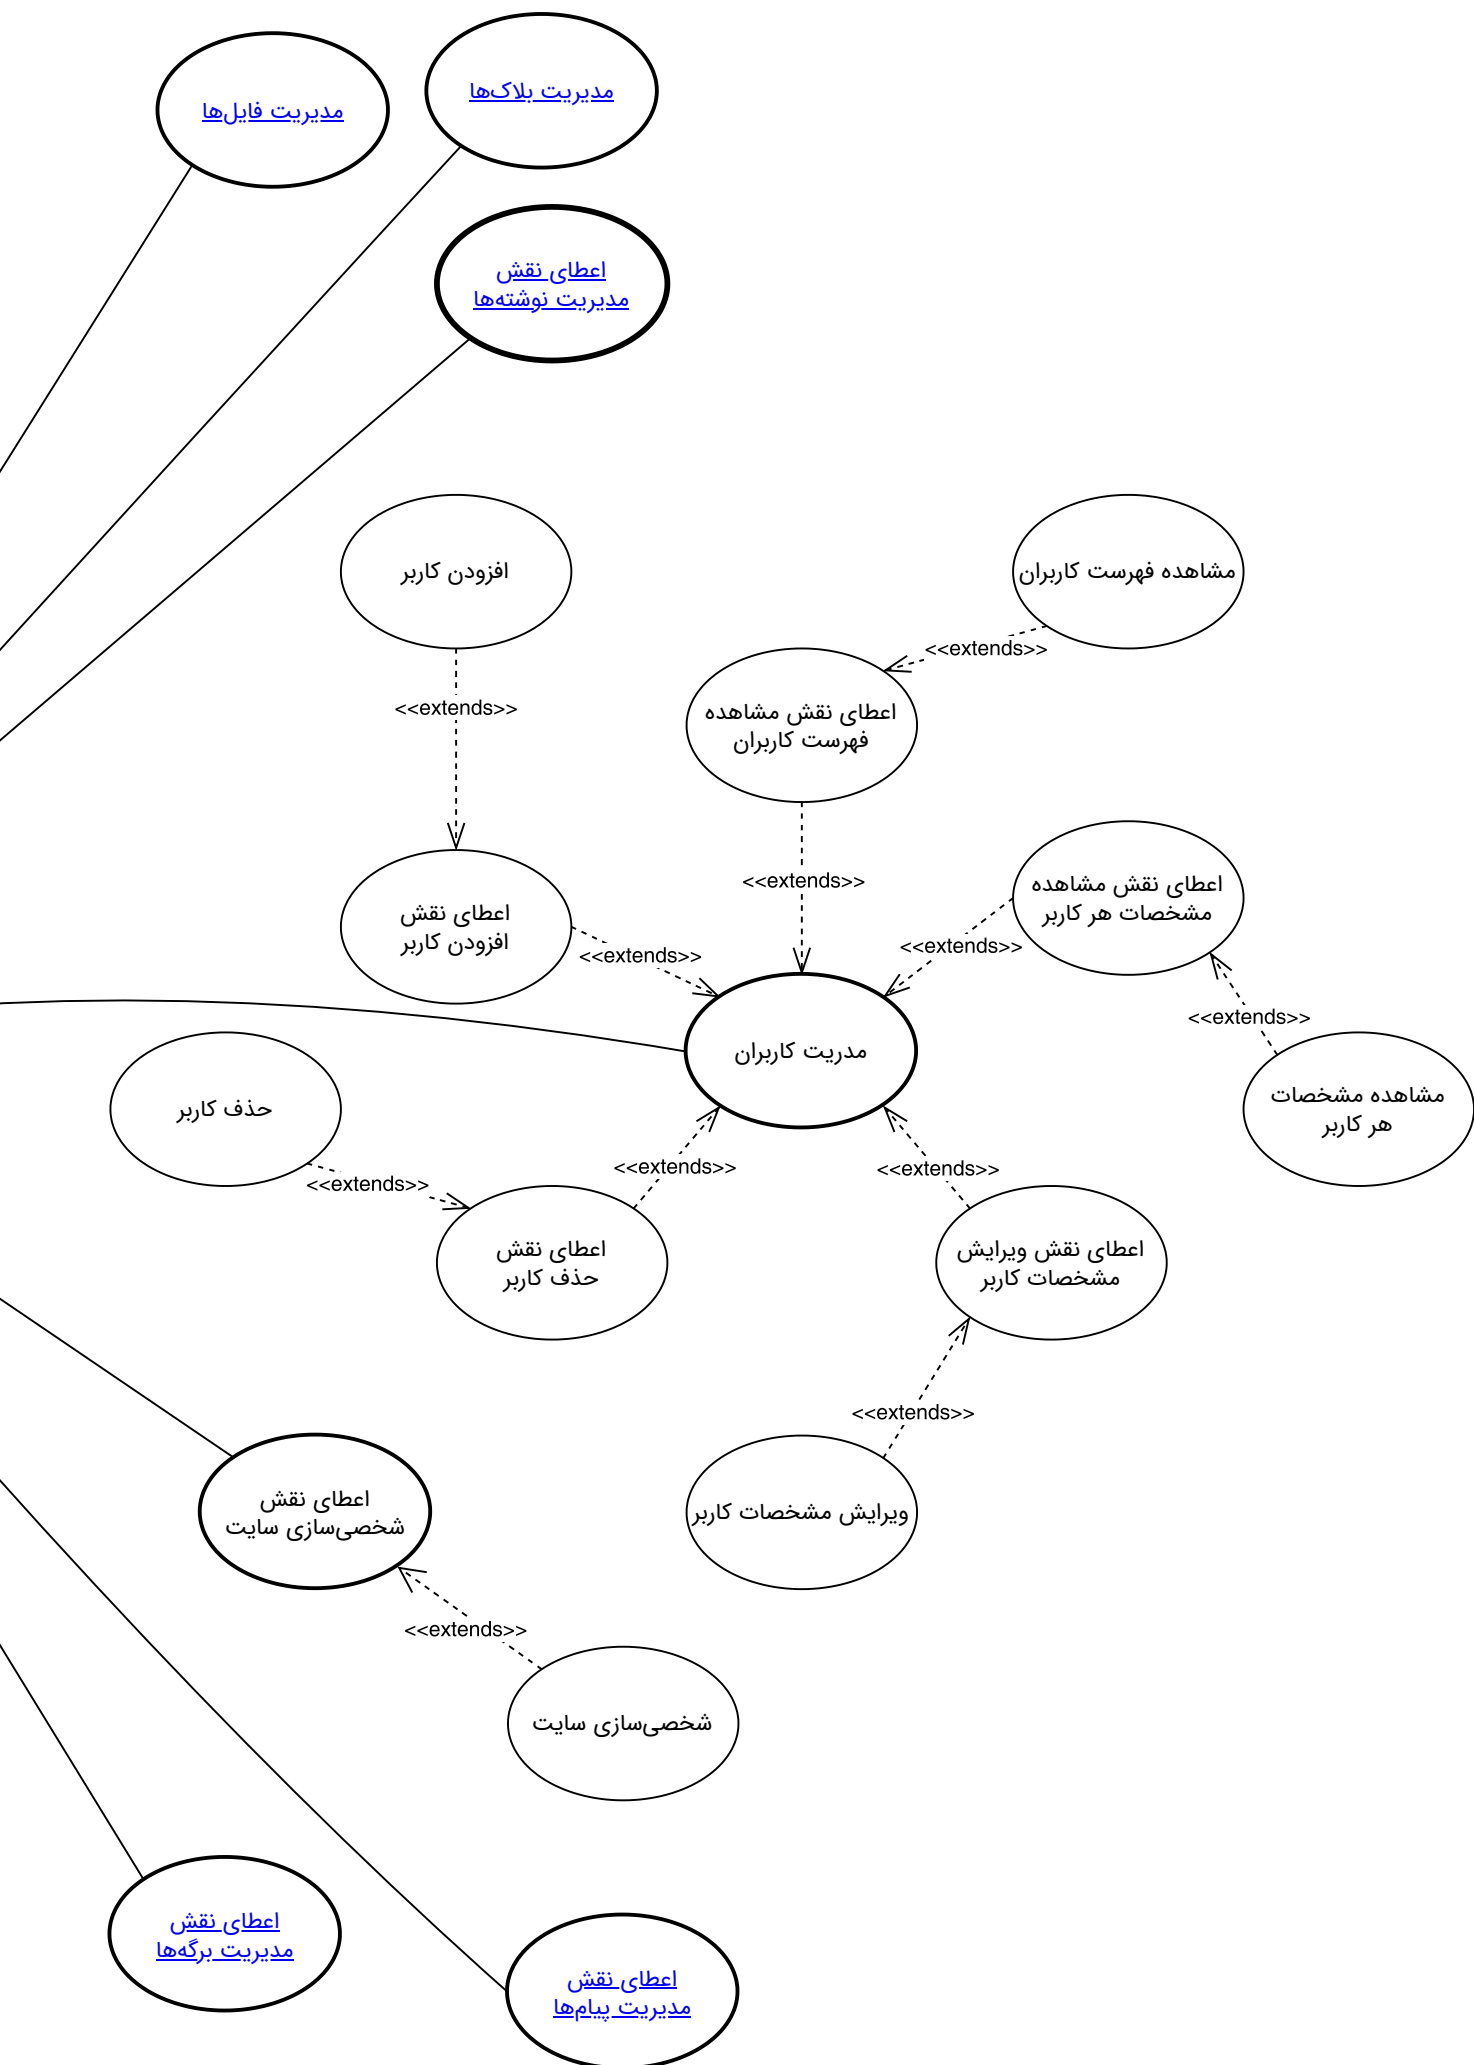 مدیریت بلاک‌ها
مدیریت فایل‌ها
اعطای نقش
مدیریت نوشته‌ها
مشاهده فهرست کاربران
افزودن کاربر
<<extends>>
<<extends>>
اعطای نقش مشاهده
فهرست کاربران
<<extends>>
اعطای نقش مشاهده
مشخصات هر کاربر
اعطای نقش
افزودن کاربر
<<extends>>
<<extends>>
<<extends>>
مدریت کاربران
مشاهده مشخصات
هر کاربر
حذف کاربر
<<extends>>
<<extends>>
<<extends>>
اعطای نقش ویرایش
مشخصات کاربر
اعطای نقش
حذف کاربر
<<extends>>
ویرایش مشخصات کاربر
اعطای نقش
شخصی‌سازی سایت
<<extends>>
شخصی‌سازی سایت
اعطای نقش
مدیریت برگه‌ها
اعطای نقش
مدیریت پیام‌ها